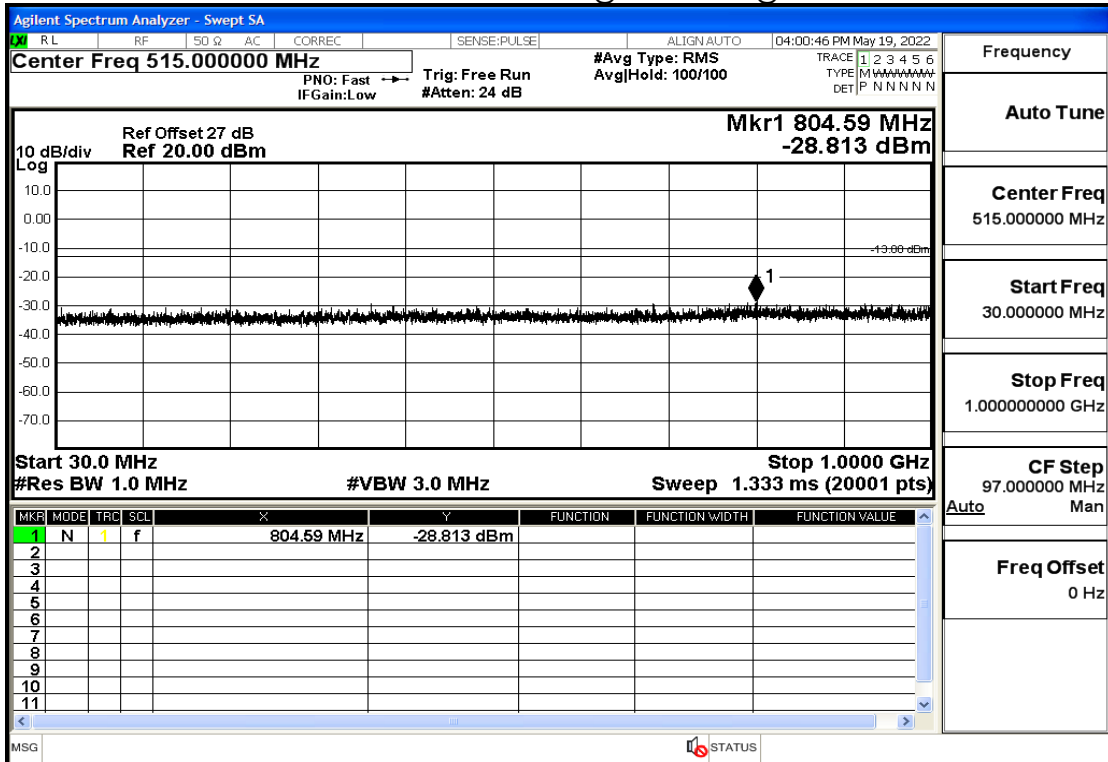 Agilent Spectrum Analyzer - Swept SA
LXI RL RF 50 Ω AC CORREC SENSE:PULSE ALIGN AUTO 04:00:46 PM May 19, 2022
Center Freq 515.000000 MHz #Avg Type: RMS TRACE 1 2 3 4 5 6
PNO: Fast Trig: Free Run Avg|Hold: 100/100 TYPE M WWWWW
IFGain:Low #Atten: 24 dB DET P N N N N N
Ref Offset 27 dB Mkr1 804.59 MHz
10 dB/div Ref 20.00 dBm -28.813 dBm
Log
10.0
0.00
-10.0
-13.00 dBm
-20.0
1
-30.0
-40.0
-50.0
-60.0
-70.0
Start 30.0 MHz Stop 1.0000 GHz
#Res BW 1.0 MHz #VBW 3.0 MHz Sweep 1.333 ms (20001 pts)
MKR MODE TRC SCL X Y FUNCTION FUNCTION WIDTH FUNCTION VALUE
1 N 1 f 804.59 MHz -28.813 dBm
2
3
4
5
6
7
8
9
10
11
MSG STATUS
Frequency
Auto Tune
Center Freq
515.000000 MHz
Start Freq
30.000000 MHz
Stop Freq
1.000000000 GHz
CF Step
97.000000 MHz
Auto Man
Freq Offset
0 Hz